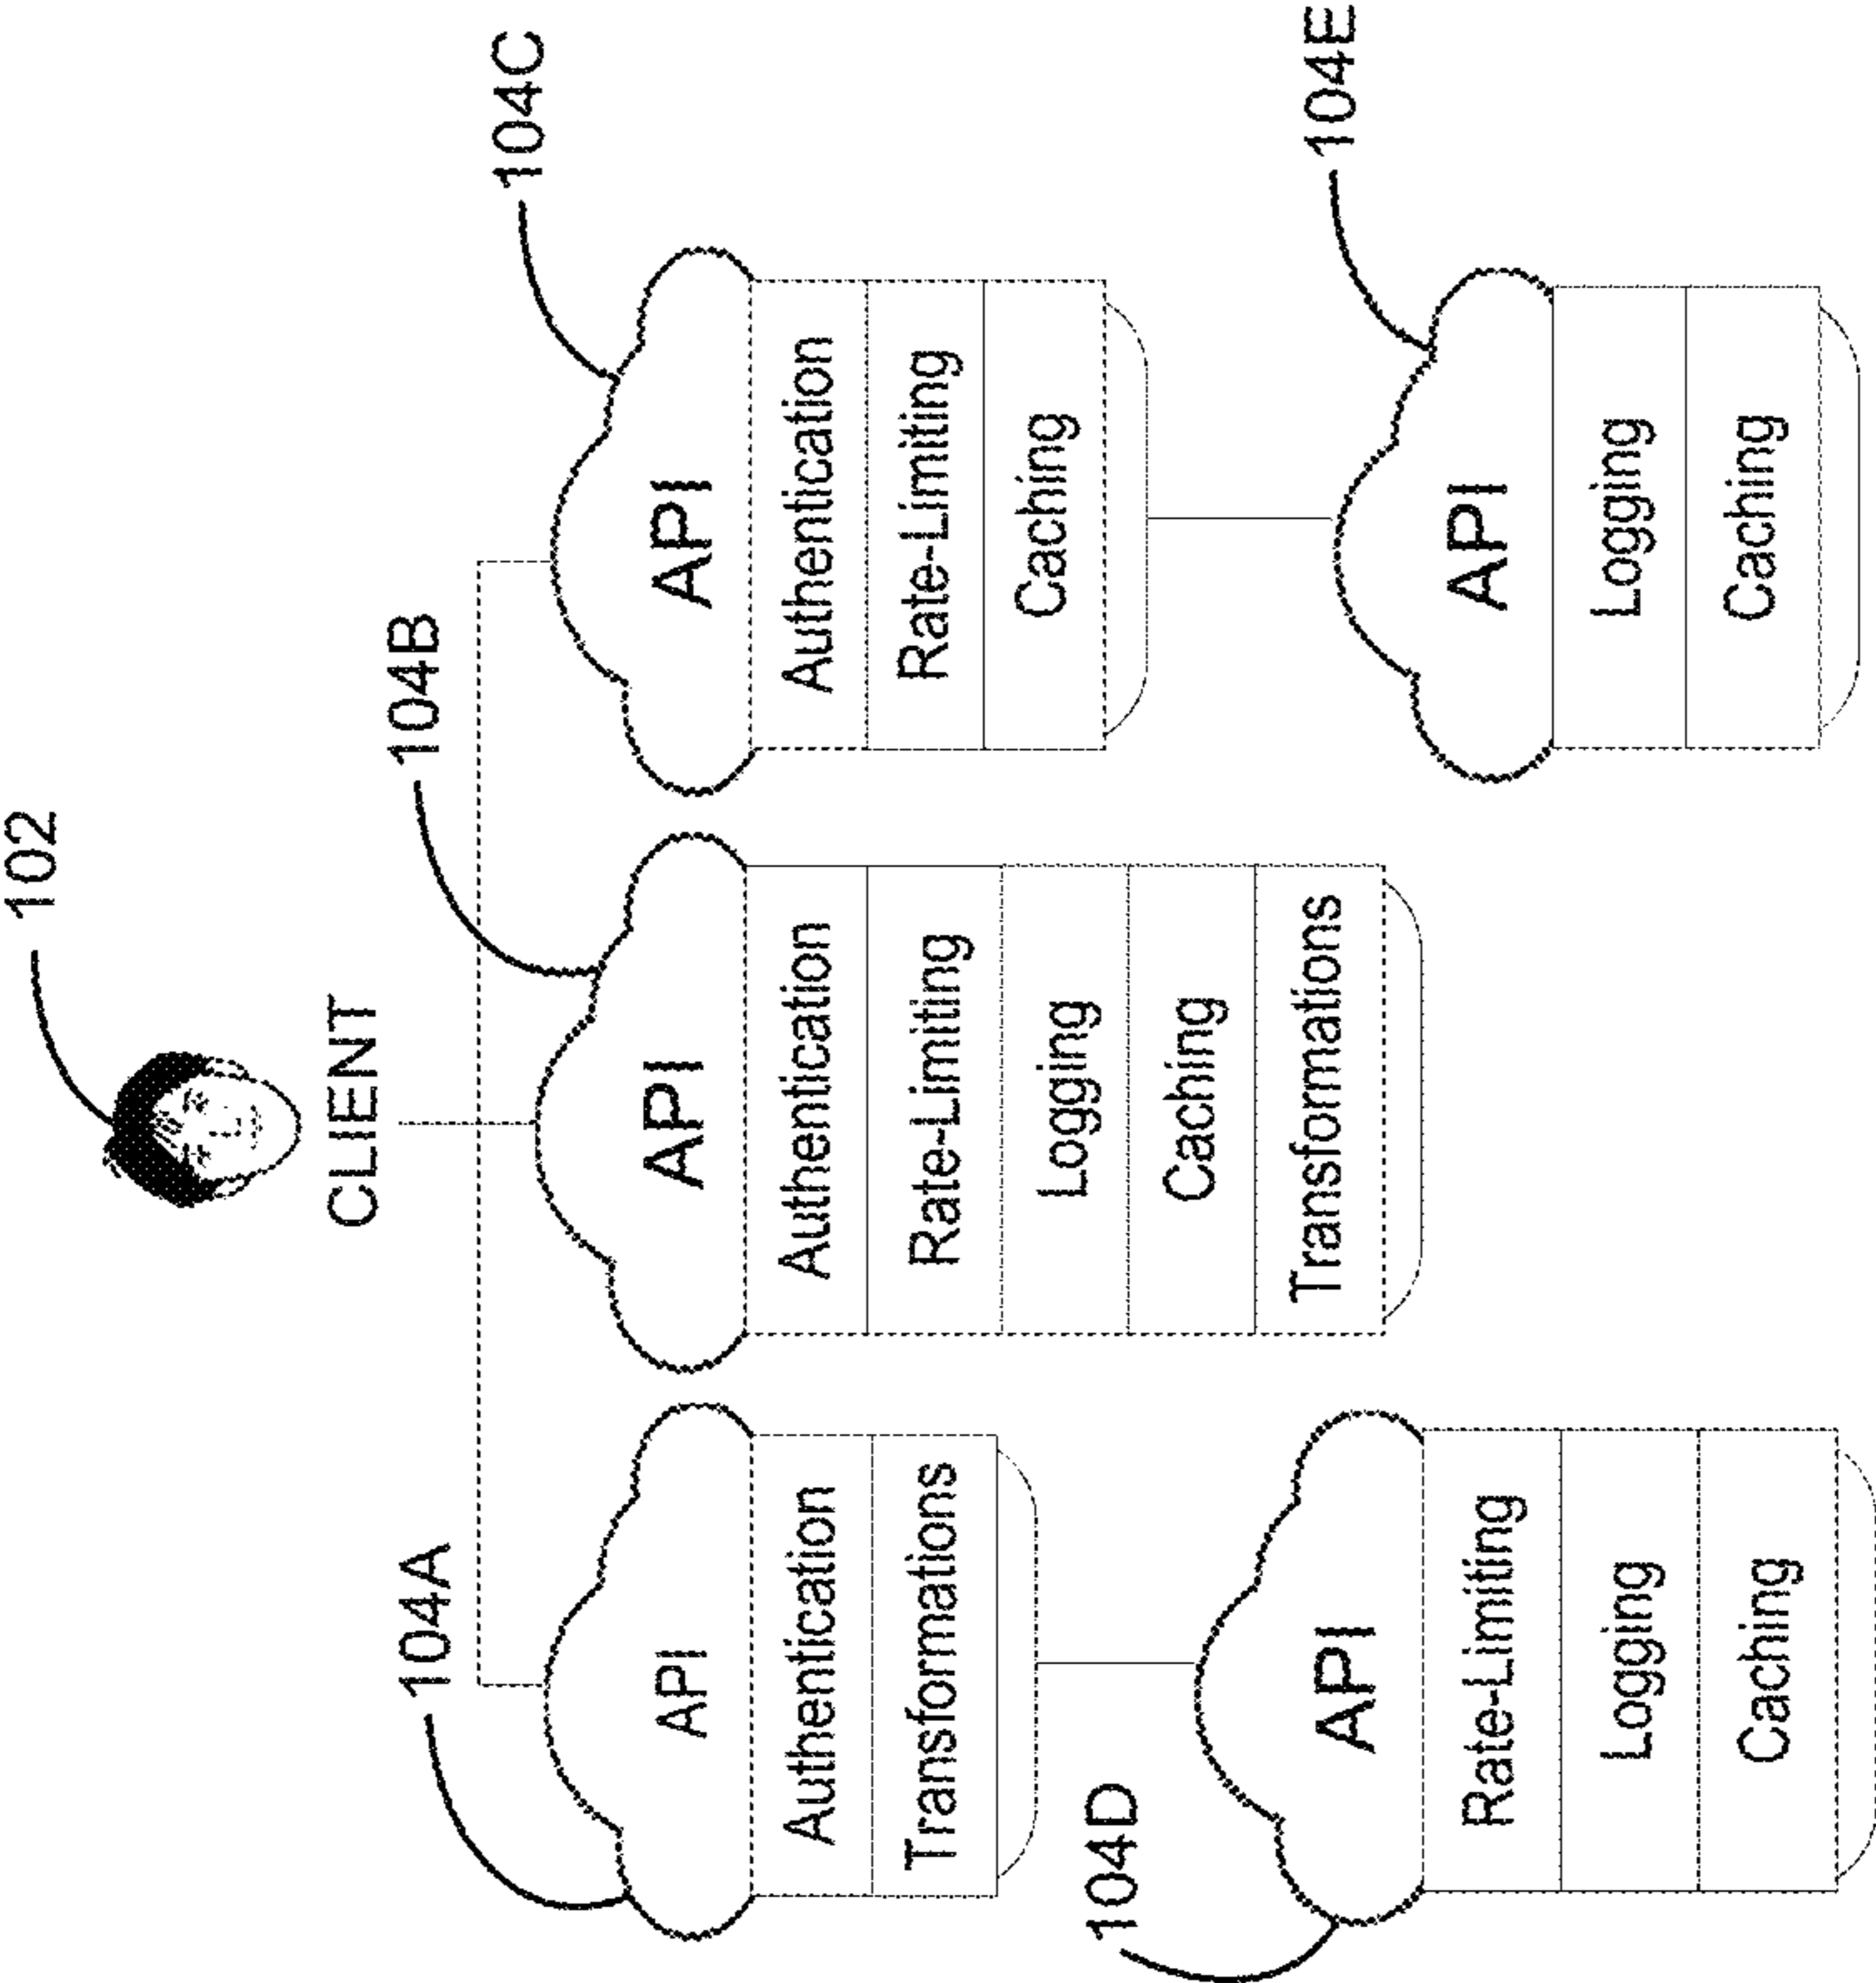 102
CLIENT
104A
API
Authentication
Transformations
104B
API
Authentication
Rate-Limiting
Logging
Caching
Transformations
104C
API
Authentication
Rate-Limiting
Caching
104D
API
Rate-Limiting
Logging
Caching
104E
API
Logging
Caching